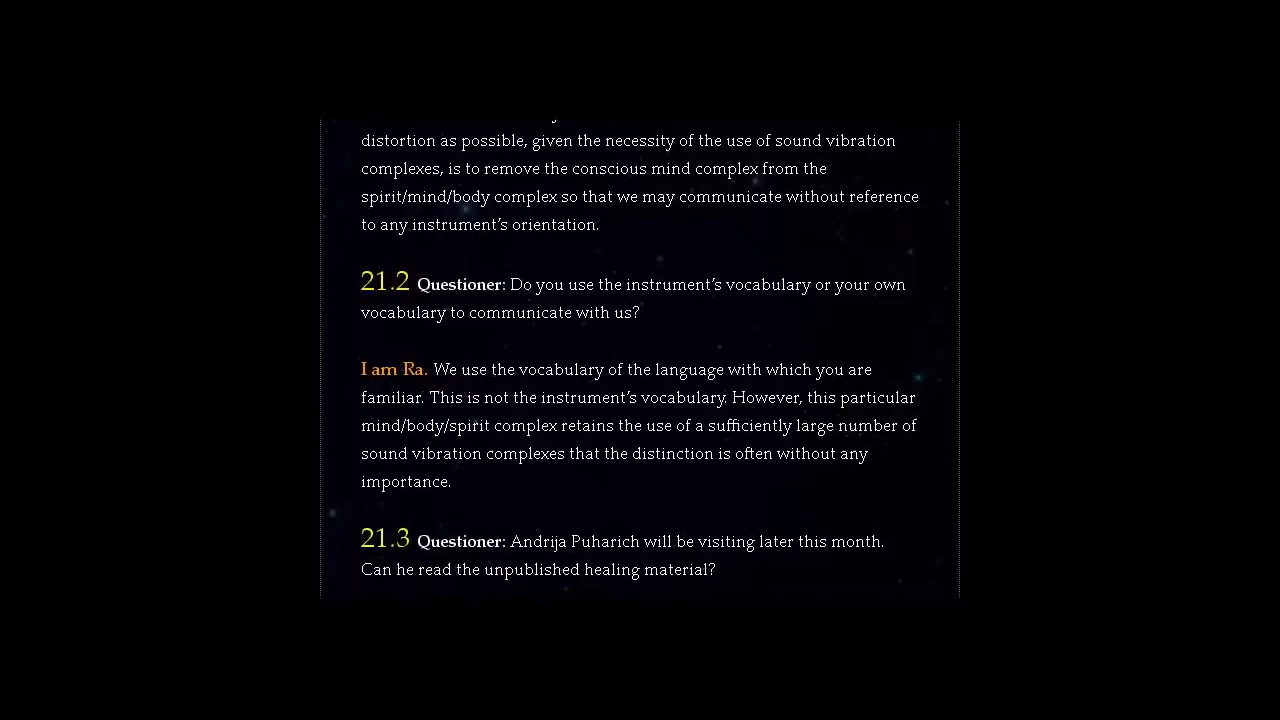 distortion as possible, given the necessity of the use of sound vibration
complexes, is to remove the conscious mind complex from the
spirit/mind/body complex so that we may communicate without reference
to any instrument's orientation.
21.2 Questioner: Do you use the instrument's vocabulary or your own
vocabulary to communicate with us?
I am Ra. We use the vocabulary of the language with which you are
familiar. This is not the instrument's vocabulary. However, this particular
mind/body/spirit complex retains the use of a sufficiently large number of
sound vibration complexes that the distinction is often without any
importance.
21.3 Questioner: Andrija Puharich will be visiting later this month.
Can he read the unpublished healing material?